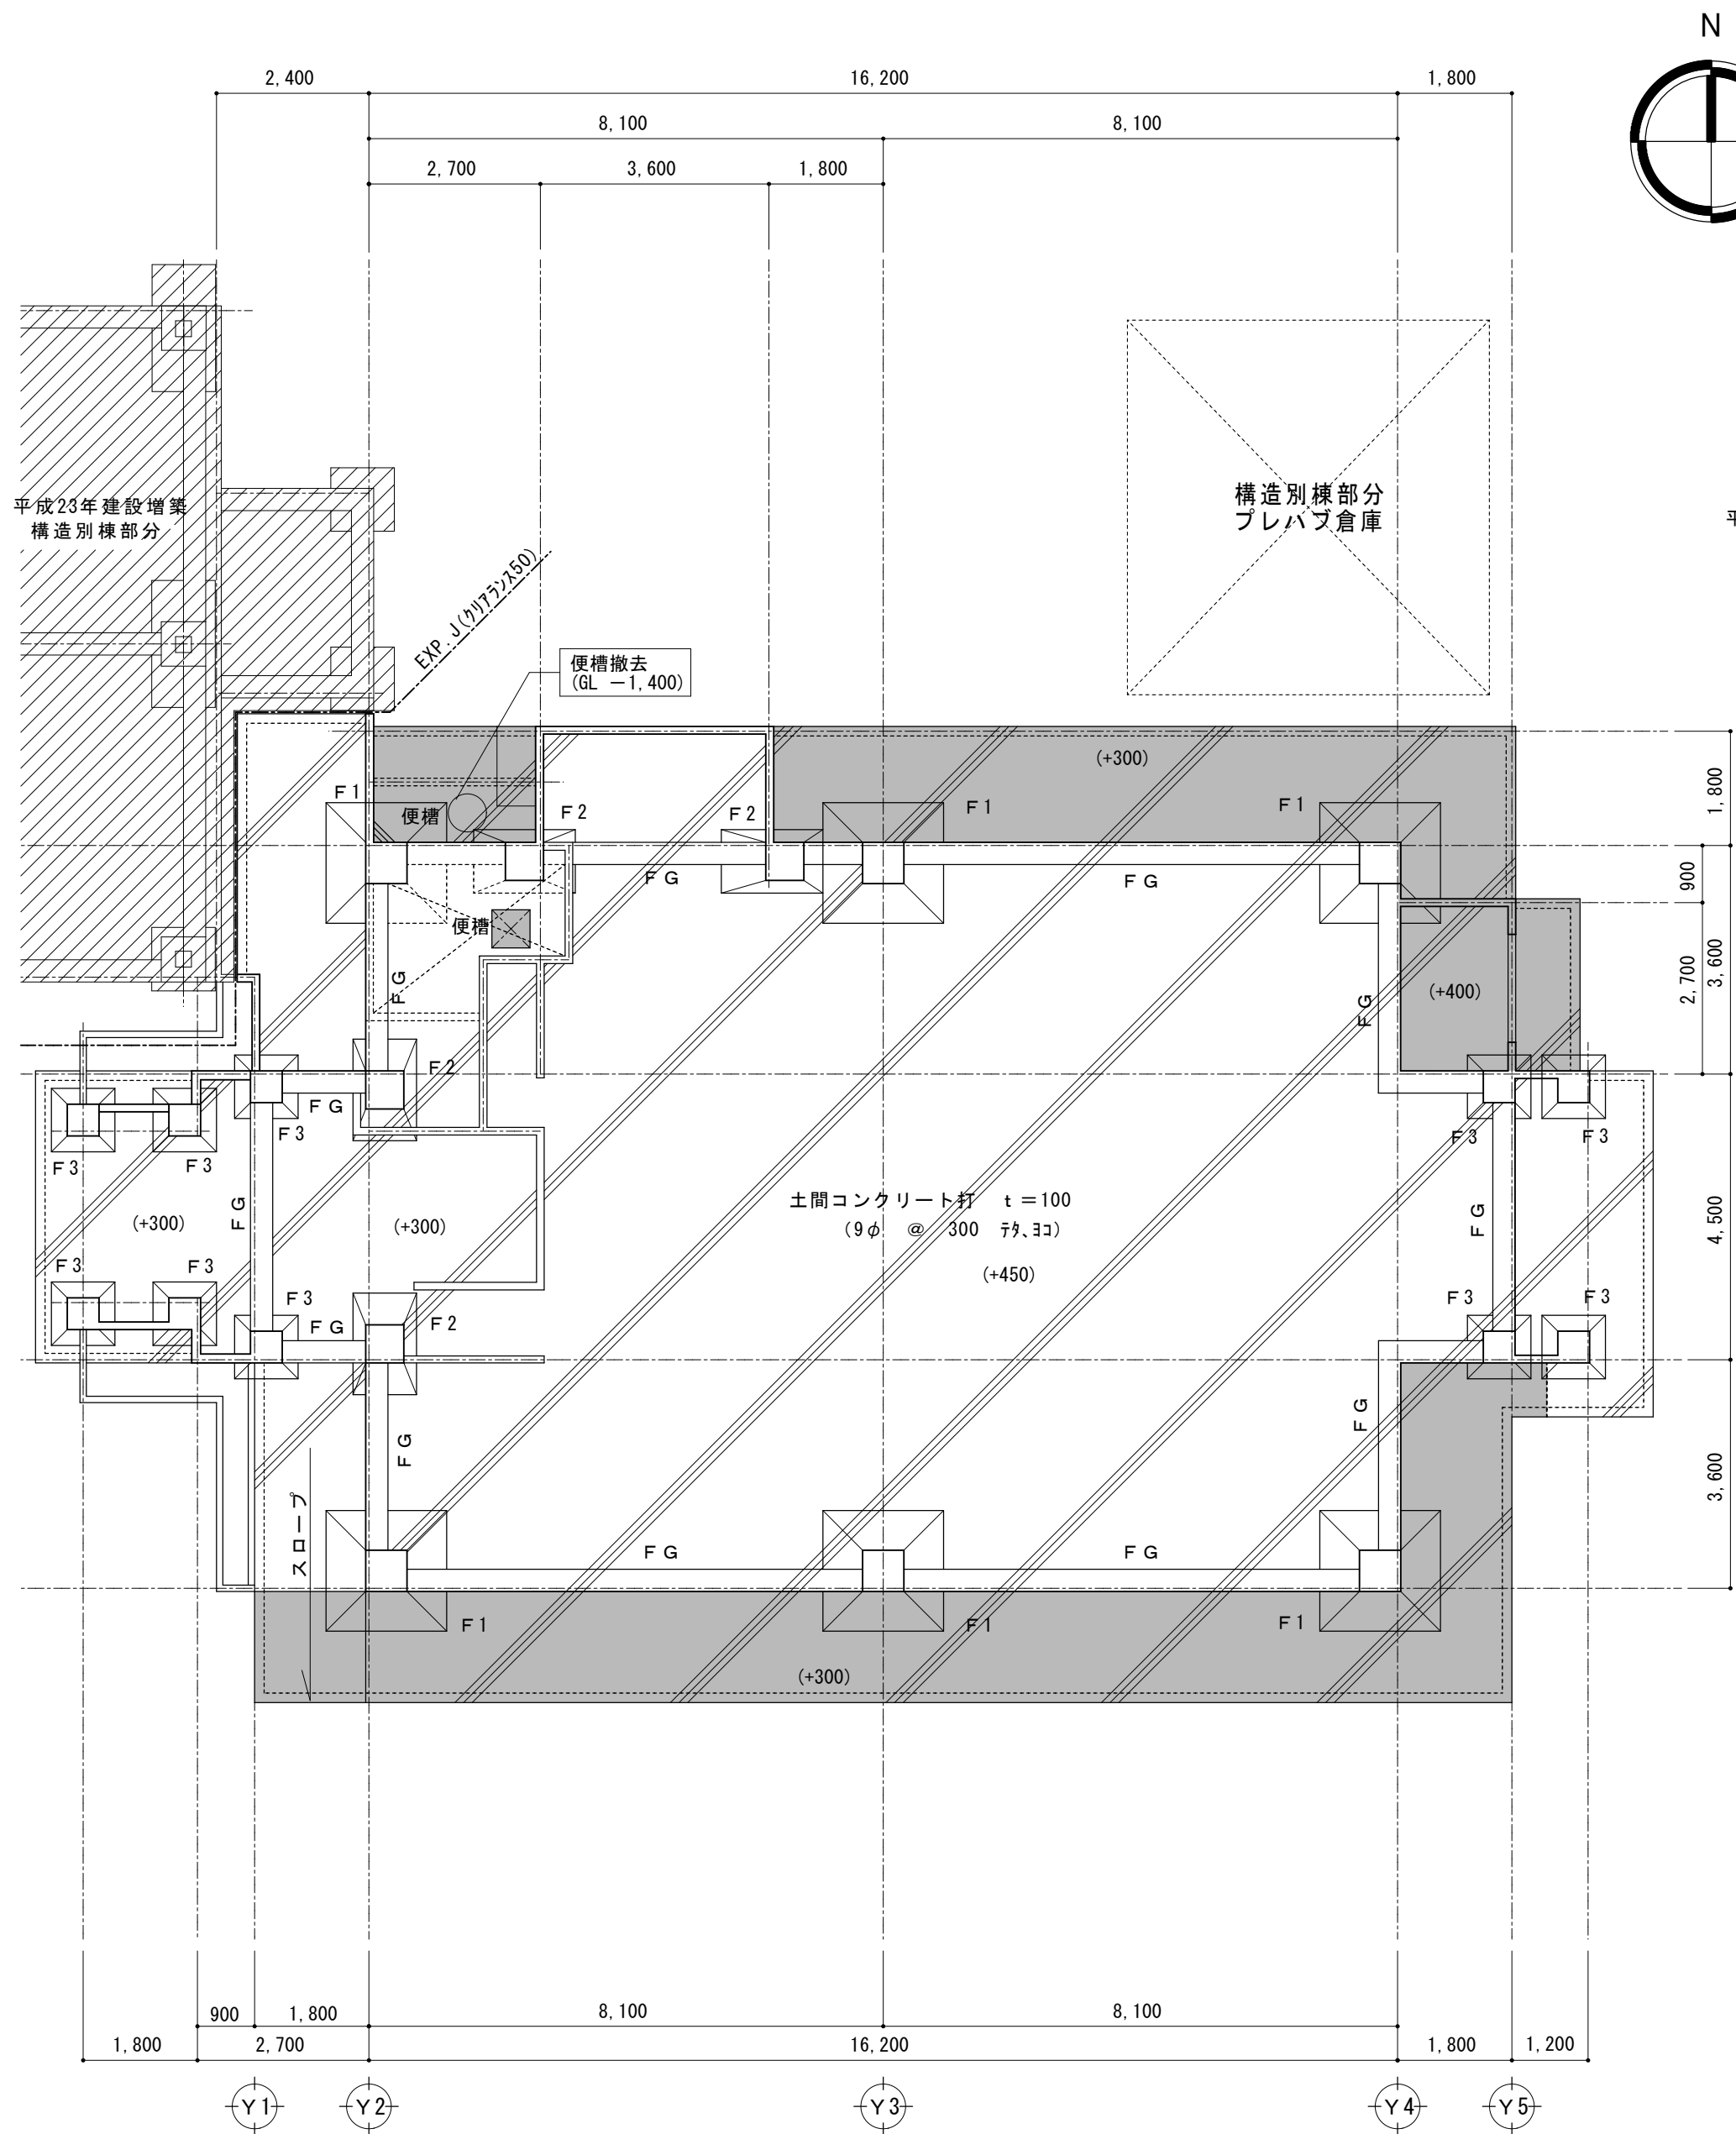 N
2,400
16,200
1,800
8,100
8,100
2,700
3,600
1,800
平成23年建設増築
構造別棟部分
構造別棟部分
プレハブ倉庫
EXP.J(ｸﾘｱﾗﾝｽ50)
便槽撤去
(GL －1,400)
(+300)
1,800
F1
便槽
F2
F2
F1
F1
FG
FG
900
便槽
FG
FG
(+400)
2,700
3,600
F2
FG
F3
F3
F3
F3
F3
FG
(+300)
(+300)
土間コンクリート打 t＝100
(9φ @ 300 ﾃﾀ､ﾖｺ)
(+450)
FG
4,500
F3
F3
F3
FG
F2
F3
F3
FG
FG
スロープ
3,600
FG
FG
F1
F1
F1
(+300)
900
1,800
8,100
8,100
1,800
2,700
16,200
1,800
1,200
Y1
Y2
Y3
Y4
Y5